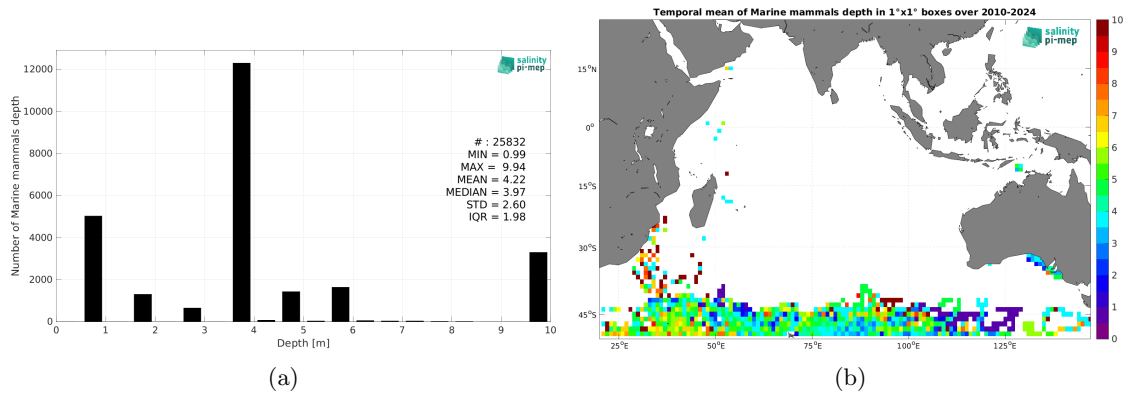 Number of Marine mammals depth
12000
10000
8000
6000
4000
2000
0
0 1 2 3 4 5 6 7 8 9 10
Depth [m]
salinity
pi-mep
# : 25832
MIN = 0.99
MAX = 9.94
MEAN = 4.22
MEDIAN = 3.97
STD = 2.60
IQR = 1.98
(a)
Temporal mean of Marine mammals depth in 1°x1° boxes over 2010-2024
salinity
pi-mep
15°N
0°
15°S
30°S
45°S
25°E 50°E 75°E 100°E 125°E
10
9
8
7
6
5
4
3
2
1
0
(b)